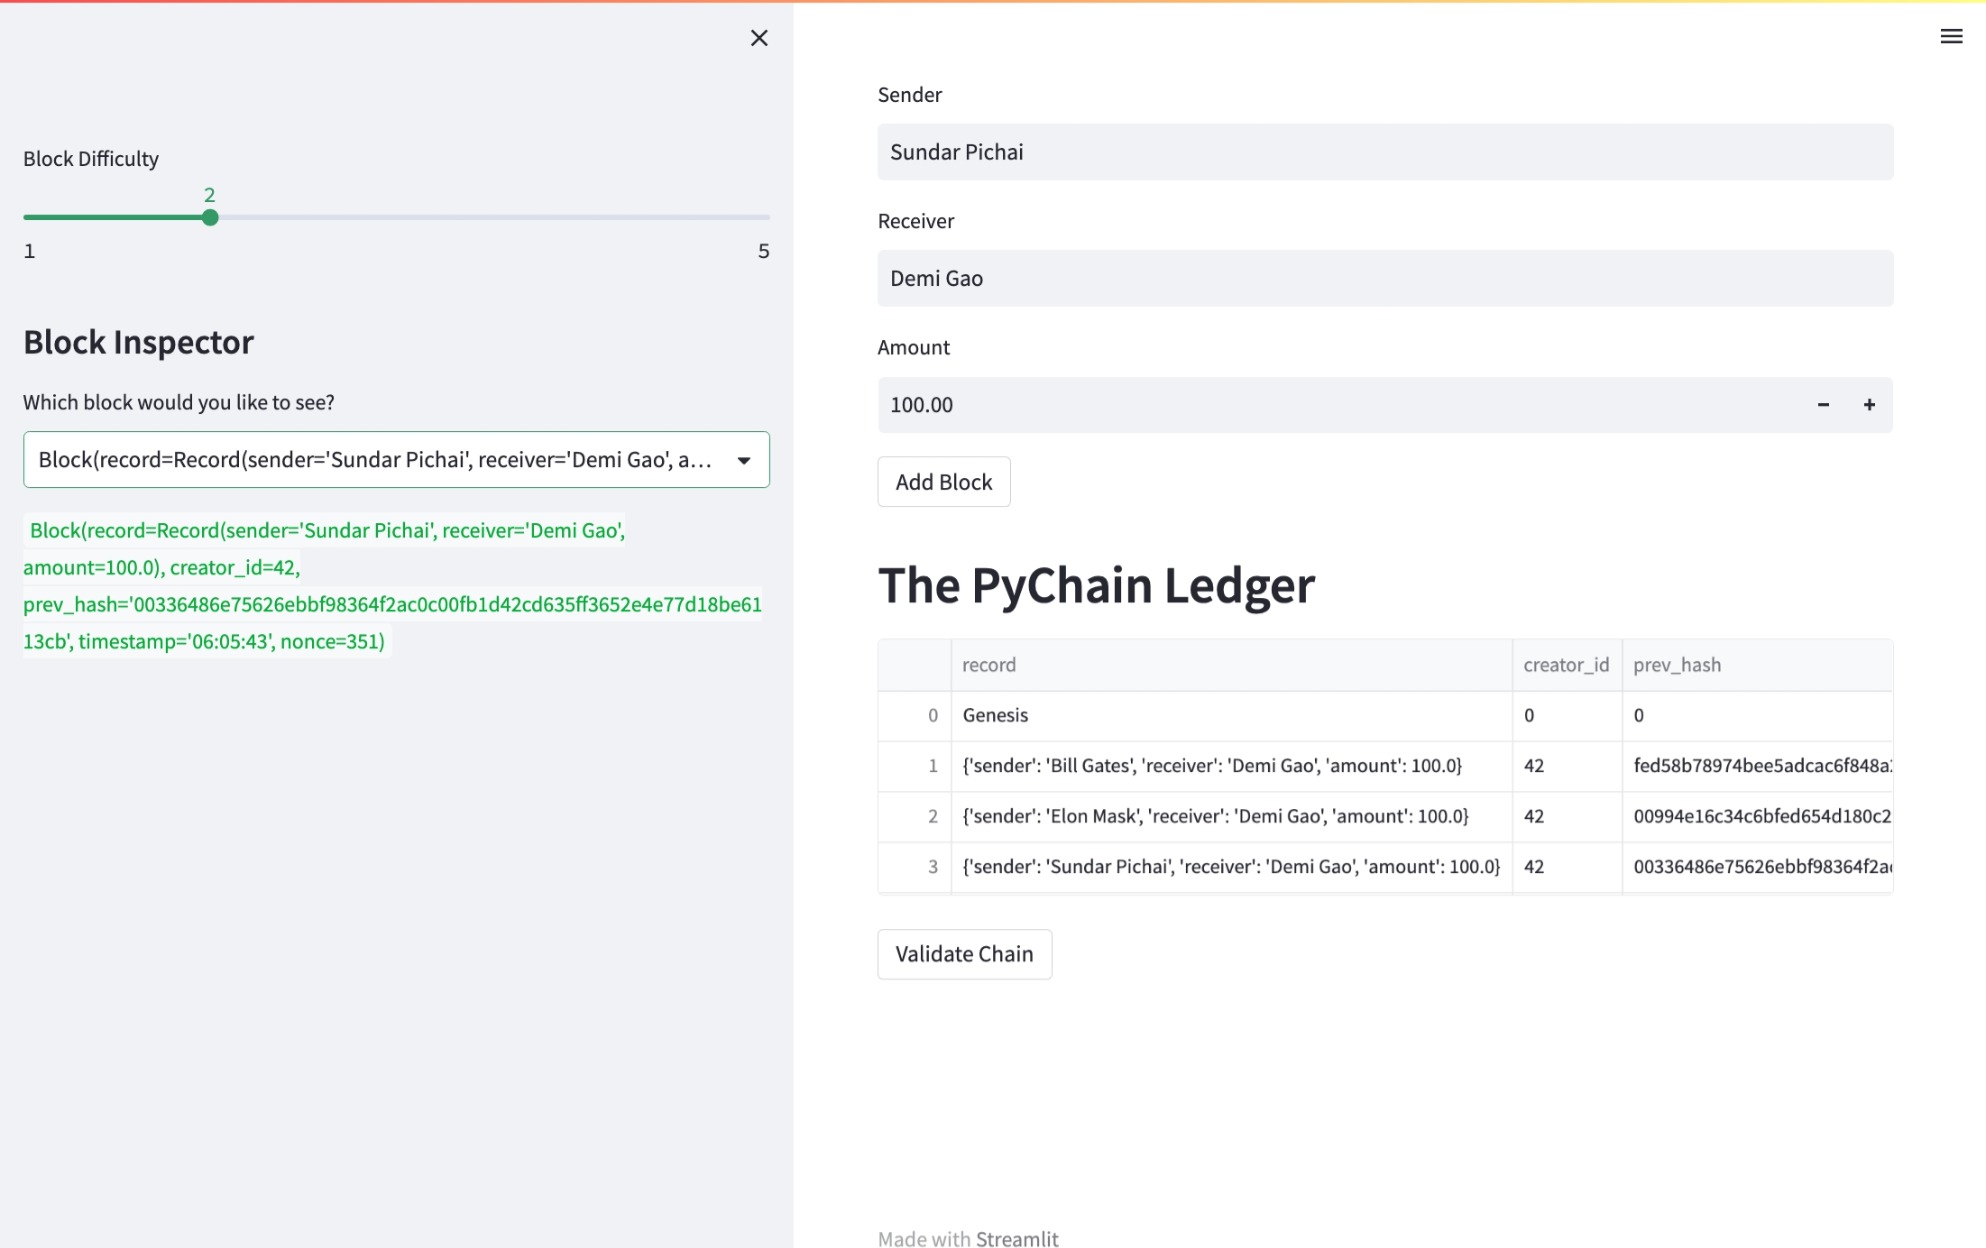 Block Difficulty
2
1
5
Block Inspector
Which block would you like to see?
Block(record=Record(sender='Sundar Pichai', receiver='Demi Gao', a...
Block(record=Record(sender='Sundar Pichai', receiver='Demi Gao',
amount=100.0), creator_id=42,
prev_hash='00336486e75626ebbf98364f2ac0c00fb1d42cd635ff3652e4e77d18be61
13cb', timestamp='06:05:43', nonce=351)
Sender
Sundar Pichai
Receiver
Demi Gao
Amount
100.00 - +
Add Block
The PyChain Ledger
record creator_id prev_hash
0 Genesis 0 0
1 {'sender': 'Bill Gates', 'receiver': 'Demi Gao', 'amount': 100.0} 42 fed58b78974bee5adcac6f848a
2 {'sender': 'Elon Mask', 'receiver': 'Demi Gao', 'amount': 100.0} 42 00994e16c34c6bfed654d180c2
3 {'sender': 'Sundar Pichai', 'receiver': 'Demi Gao', 'amount': 100.0} 42 00336486e75626ebbf98364f2a
Validate Chain
Made with Streamlit